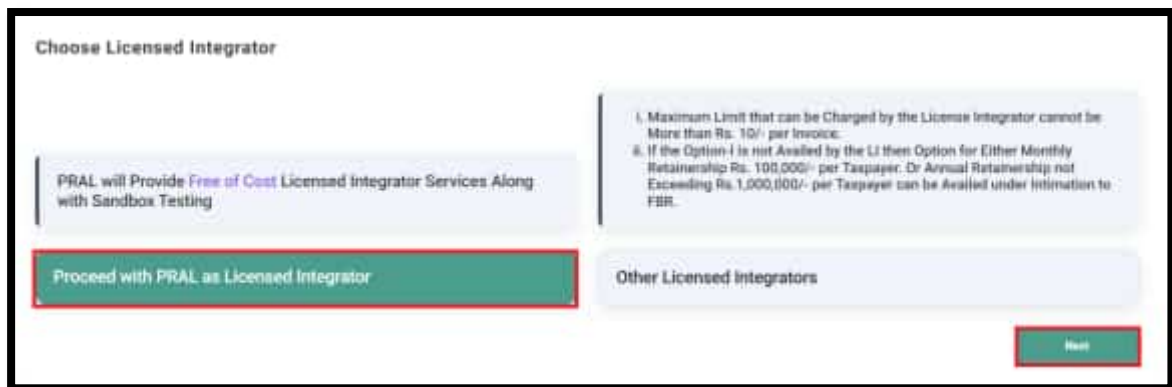 Choose Licensed Integrator
PRAL will Provide Free of Cost Licensed Integrator Services Along
with Sandbox Testing
i. Maximum Limit that can be Charged by the License Integrator cannot be
More than Rs. 10/- per Invoice.
ii. If the Option-I is not Availed by the LI then Option for Either Monthly
Retainership Rs. 100,000/- per Taxpayer. Or Annual Retainership not
Exceeding Rs.1,000,000/- per Taxpayer can be Availed under Intimation to
FBR.
Proceed with PRAL as Licensed Integrator
Other Licensed Integrators
Next